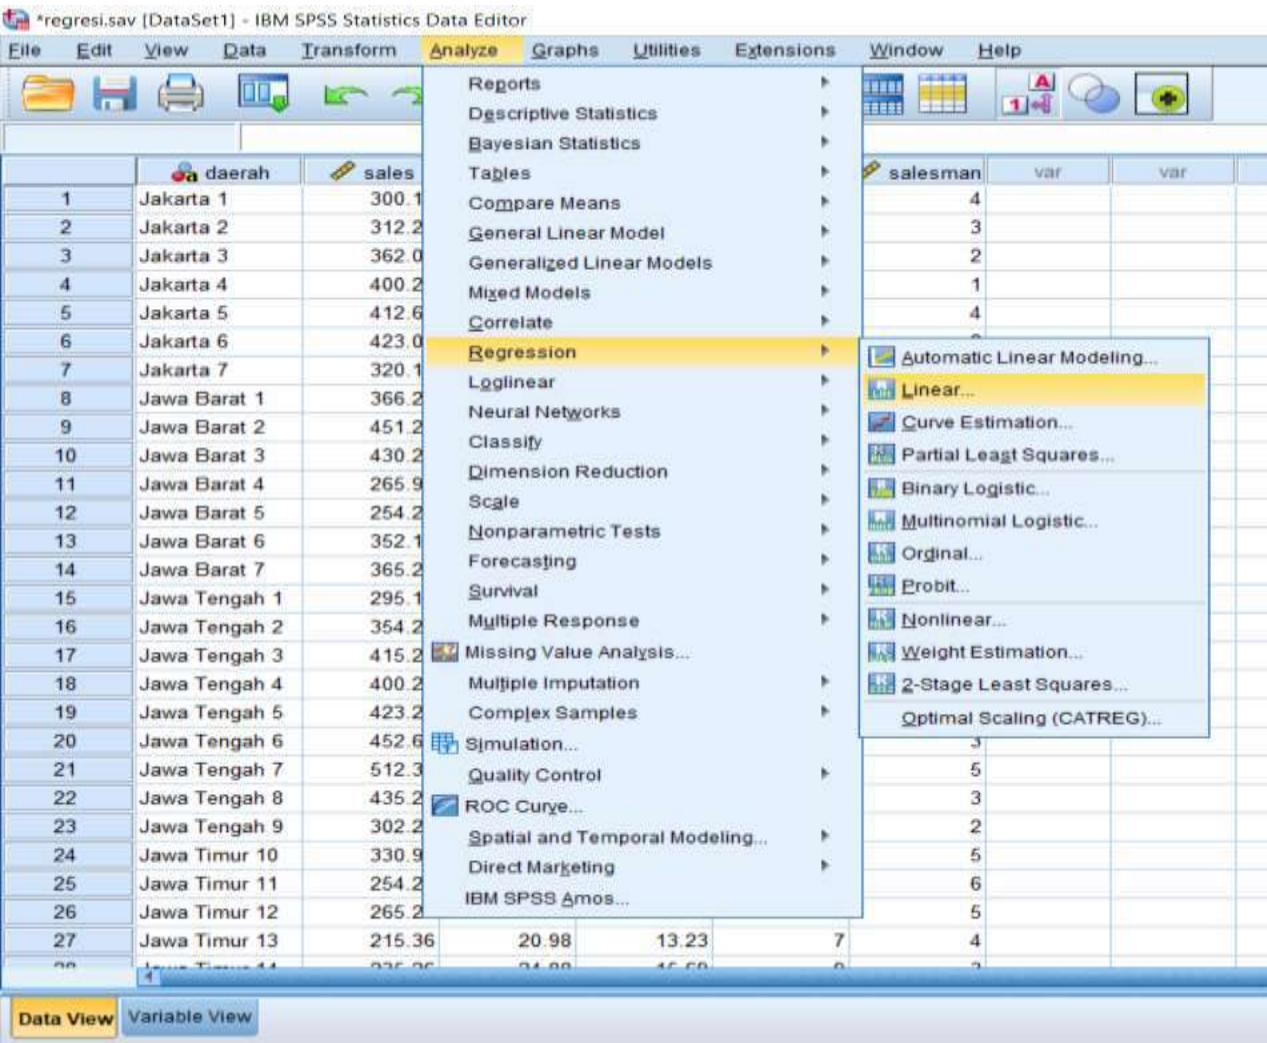 *regresi.sav [DataSet1] - IBM SPSS Statistics Data Editor
File Edit View Data Transform Analyze Graphs Utilities Extensions Window Help
daerah sales salesman var var
1 Jakarta 1 300.1 4
2 Jakarta 2 312.2 3
3 Jakarta 3 362.0 2
4 Jakarta 4 400.2 1
5 Jakarta 5 412.6 4
6 Jakarta 6 423.0
7 Jakarta 7 320.1
8 Jawa Barat 1 366.2
9 Jawa Barat 2 451.2
10 Jawa Barat 3 430.2
11 Jawa Barat 4 265.9
12 Jawa Barat 5 254.2
13 Jawa Barat 6 352.1
14 Jawa Barat 7 365.2
15 Jawa Tengah 1 295.1
16 Jawa Tengah 2 354.2
17 Jawa Tengah 3 415.2
18 Jawa Tengah 4 400.2
19 Jawa Tengah 5 423.2
20 Jawa Tengah 6 452.6 3
21 Jawa Tengah 7 512.3 5
22 Jawa Tengah 8 435.2 3
23 Jawa Tengah 9 302.2 2
24 Jawa Timur 10 330.9 5
25 Jawa Timur 11 254.2 6
26 Jawa Timur 12 265.2 5
27 Jawa Timur 13 215.36 20.98 13.23 7 4
Reports
Descriptive Statistics
Bayesian Statistics
Tables
Compare Means
General Linear Model
Generalized Linear Models
Mixed Models
Correlate
Regression
Loglinear
Neural Networks
Classify
Dimension Reduction
Scale
Nonparametric Tests
Forecasting
Survival
Multiple Response
Missing Value Analysis...
Multiple Imputation
Complex Samples
Simulation...
Quality Control
ROC Curve...
Spatial and Temporal Modeling...
Direct Marketing
IBM SPSS Amos...
Automatic Linear Modeling...
Linear...
Curve Estimation...
Partial Least Squares...
Binary Logistic...
Multinomial Logistic...
Ordinal...
Probit...
Nonlinear...
Weight Estimation...
2-Stage Least Squares...
Optimal Scaling (CATREG)...
Data View Variable View